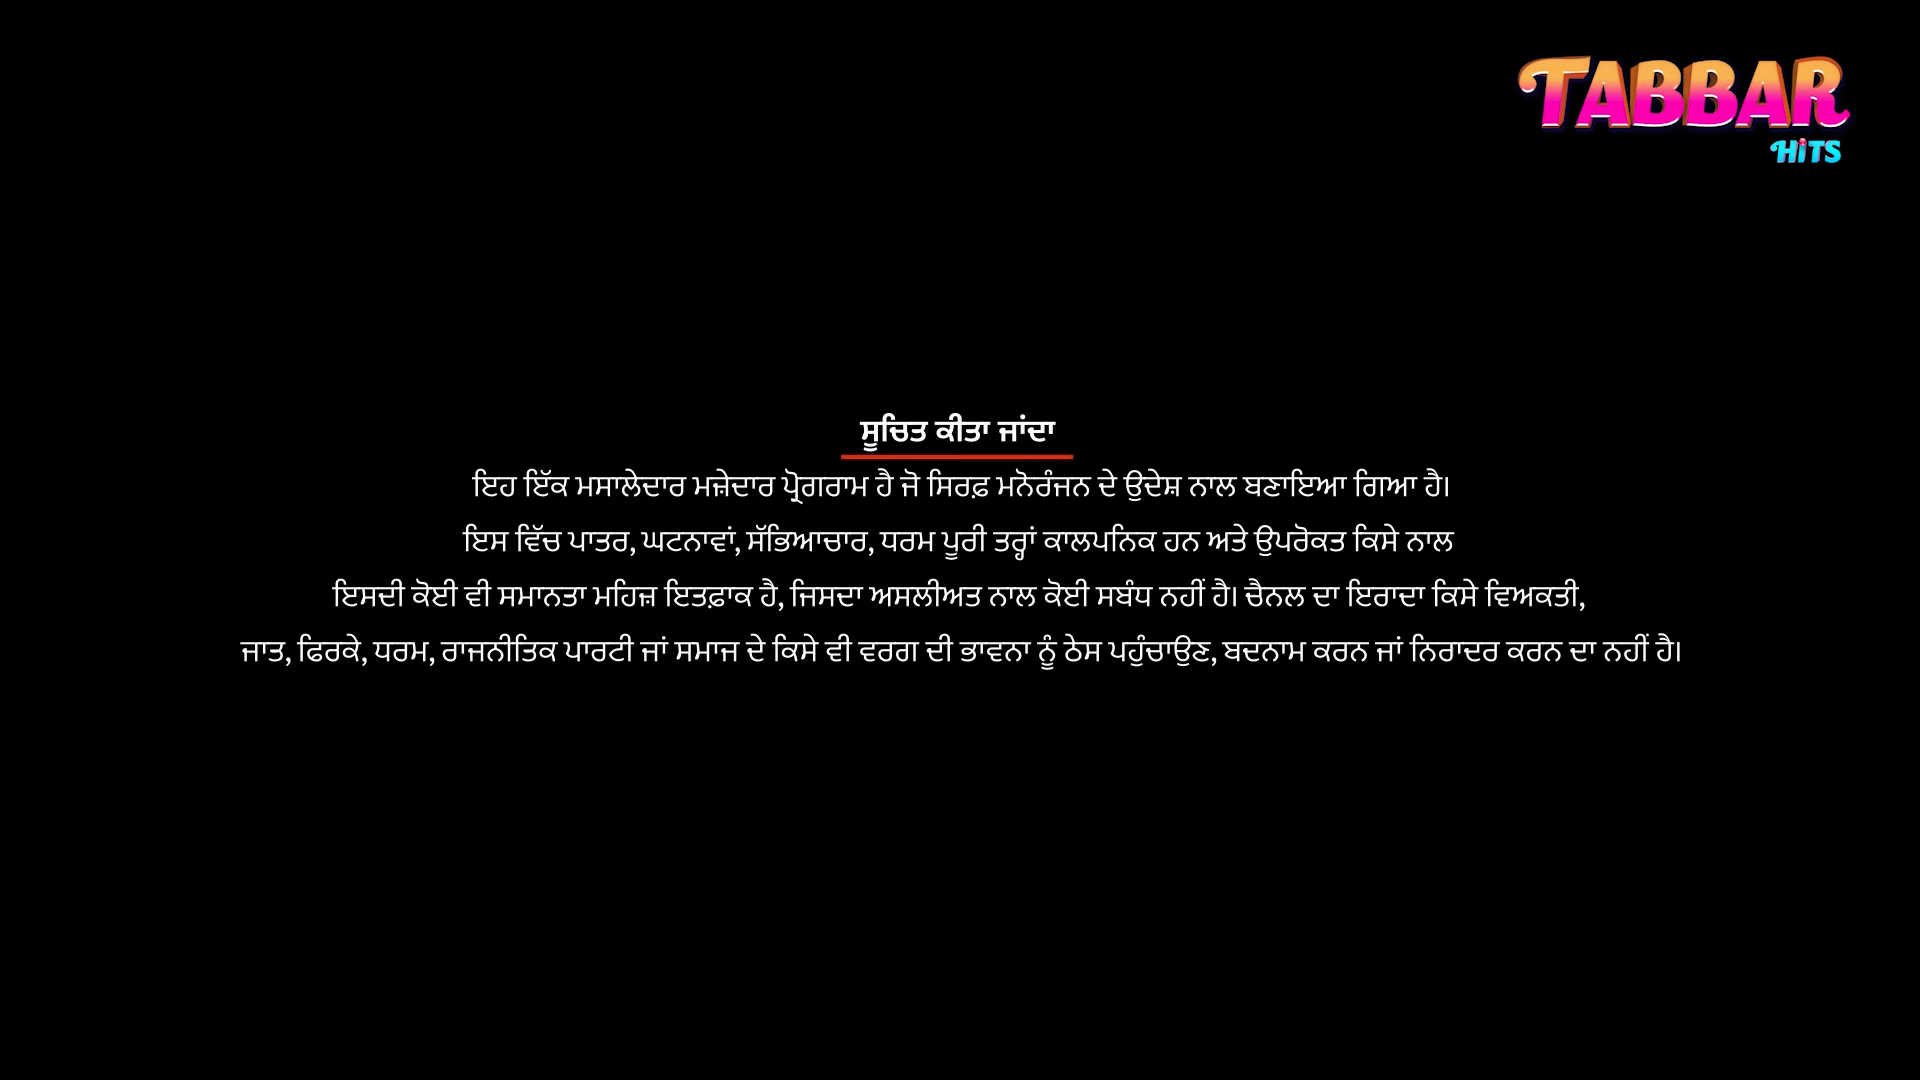 TABBAR
HiTS
ਸੂਚਿਤ ਕੀਤਾ ਜਾਂਦਾ
ਇਹ ਇੱਕ ਮਸਾਲੇਦਾਰ ਮਜ਼ੇਦਾਰ ਪ੍ਰੋਗਰਾਮ ਹੈ ਜੋ ਸਿਰਫ਼ ਮਨੋਰੰਜਨ ਦੇ ਉਦੇਸ਼ ਨਾਲ ਬਣਾਇਆ ਗਿਆ ਹੈ।
ਇਸ ਵਿੱਚ ਪਾਤਰ, ਘਟਨਾਵਾਂ, ਸੱਭਿਆਚਾਰ, ਧਰਮ ਪੂਰੀ ਤਰ੍ਹਾਂ ਕਾਲਪਨਿਕ ਹਨ ਅਤੇ ਉਪਰੋਕਤ ਕਿਸੇ ਨਾਲ
ਇਸਦੀ ਕੋਈ ਵੀ ਸਮਾਨਤਾ ਮਹਿਜ਼ ਇਤਫ਼ਾਕ ਹੈ, ਜਿਸਦਾ ਅਸਲੀਅਤ ਨਾਲ ਕੋਈ ਸਬੰਧ ਨਹੀਂ ਹੈ। ਚੈਨਲ ਦਾ ਇਰਾਦਾ ਕਿਸੇ ਵਿਅਕਤੀ,
ਜਾਤ, ਫਿਰਕੇ, ਧਰਮ, ਰਾਜਨੀਤਿਕ ਪਾਰਟੀ ਜਾਂ ਸਮਾਜ ਦੇ ਕਿਸੇ ਵੀ ਵਰਗ ਦੀ ਭਾਵਨਾ ਨੂੰ ਠੇਸ ਪਹੁੰਚਾਉਣ, ਬਦਨਾਮ ਕਰਨ ਜਾਂ ਨਿਰਾਦਰ ਕਰਨ ਦਾ ਨਹੀਂ ਹੈ।